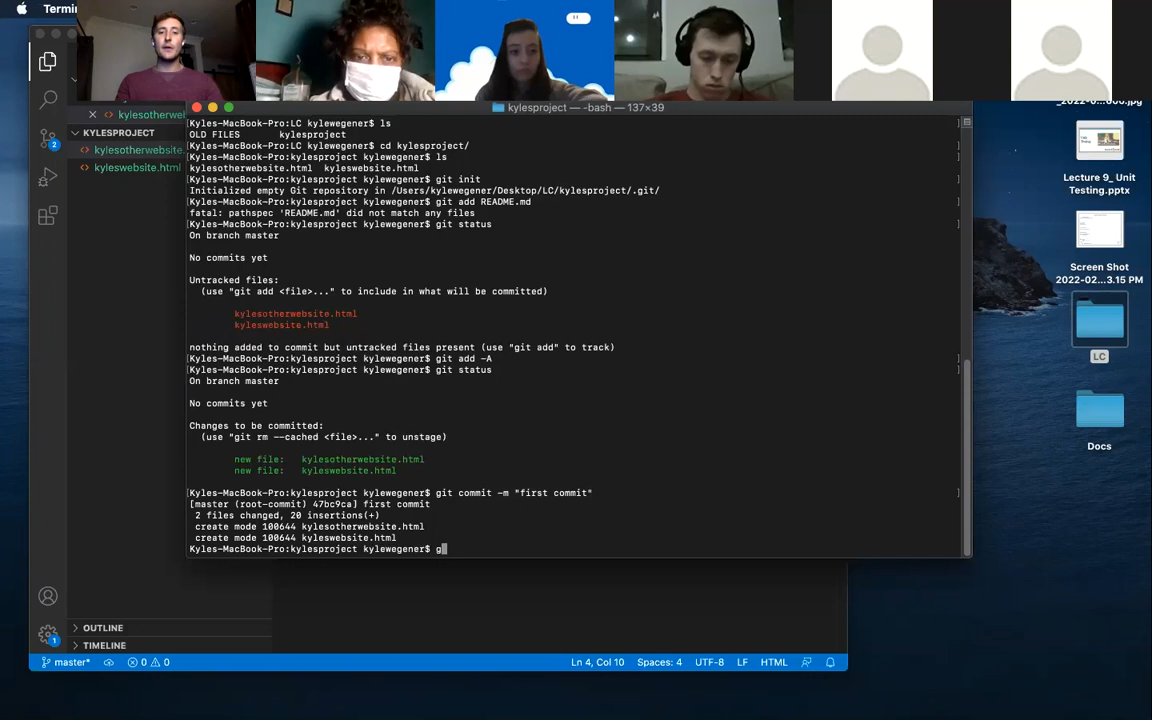 Termi
kylesproject — -bash — 137×39
kylesotherwel
KYLESPROJECT
kylesotherwebsite.
kyleswebsite.html
2
[Kyles-MacBook-Pro:LC kylewegener$ ls
OLD FILES kylesproject
[Kyles-MacBook-Pro:LC kylewegener$ cd kylesproject/
[Kyles-MacBook-Pro:kylesproject kylewegener$ ls
kylesotherwebsite.html kyleswebsite.html
[Kyles-MacBook-Pro:kylesproject kylewegener$ git init
Initialized empty Git repository in /Users/kylewegener/Desktop/LC/kylesproject/.git/
[Kyles-MacBook-Pro:kylesproject kylewegener$ git add README.md
fatal: pathspec 'README.md' did not match any files
[Kyles-MacBook-Pro:kylesproject kylewegener$ git status
On branch master
No commits yet
Untracked files:
(use "git add <file>..." to include in what will be committed)
kylesotherwebsite.html
kyleswebsite.html
nothing added to commit but untracked files present (use "git add" to track)
[Kyles-MacBook-Pro:kylesproject kylewegener$ git add -A
[Kyles-MacBook-Pro:kylesproject kylewegener$ git status
On branch master
No commits yet
Changes to be committed:
(use "git rm --cached <file>..." to unstage)
new file: kylesotherwebsite.html
new file: kyleswebsite.html
[Kyles-MacBook-Pro:kylesproject kylewegener$ git commit -m "first commit"
[master (root-commit) 47bc9ca] first commit
2 files changed, 20 insertions(+)
create mode 100644 kylesotherwebsite.html
create mode 100644 kyleswebsite.html
Kyles-MacBook-Pro:kylesproject kylewegener$ g
Lecture 9_ Unit
Testing.pptx
Screen Shot
2022-02...3.15 PM
LC
Docs
OUTLINE
TIMELINE
1
master*
0
0
Ln 4, Col 10
Spaces: 4
UTF-8
LF
HTML